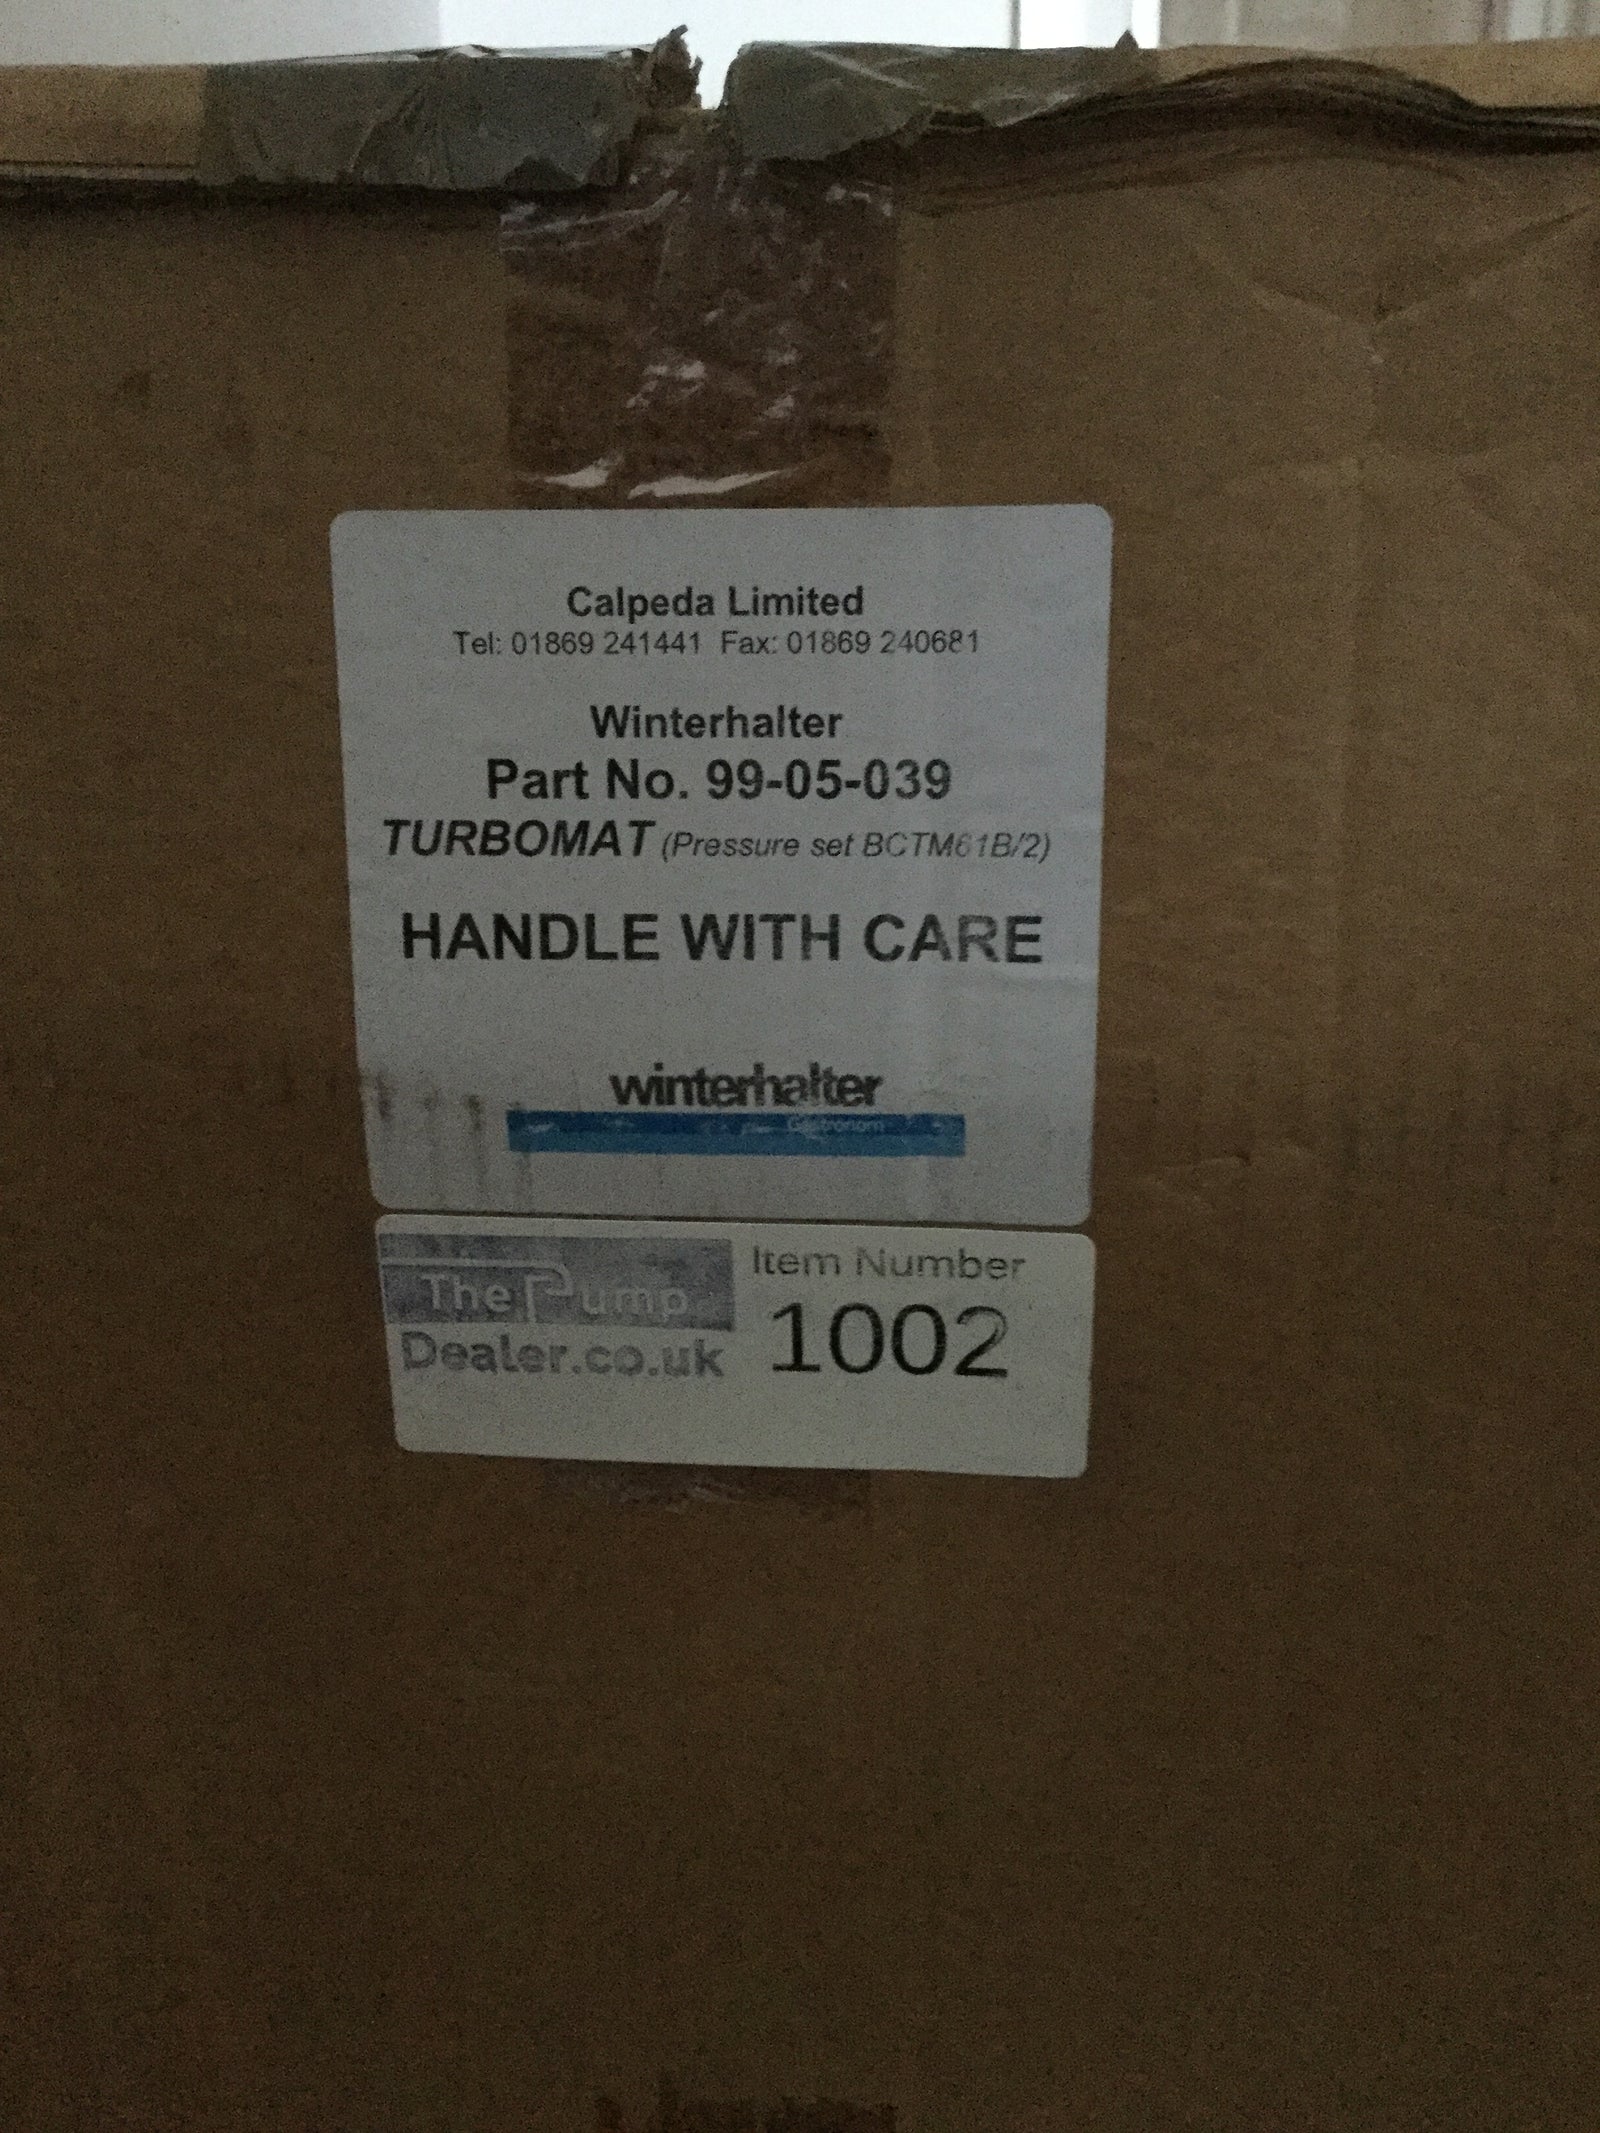 Calpeda Limited
Tel: 01869 241441 Fax: 01869 240681
Winterhalter
Part No. 99-05-039
TURBOMAT (Pressure set BCTM61B/2)
HANDLE WITH CARE
winterhalter
Gastronom
The Pump
Dealer.co.uk
Item Number
1002